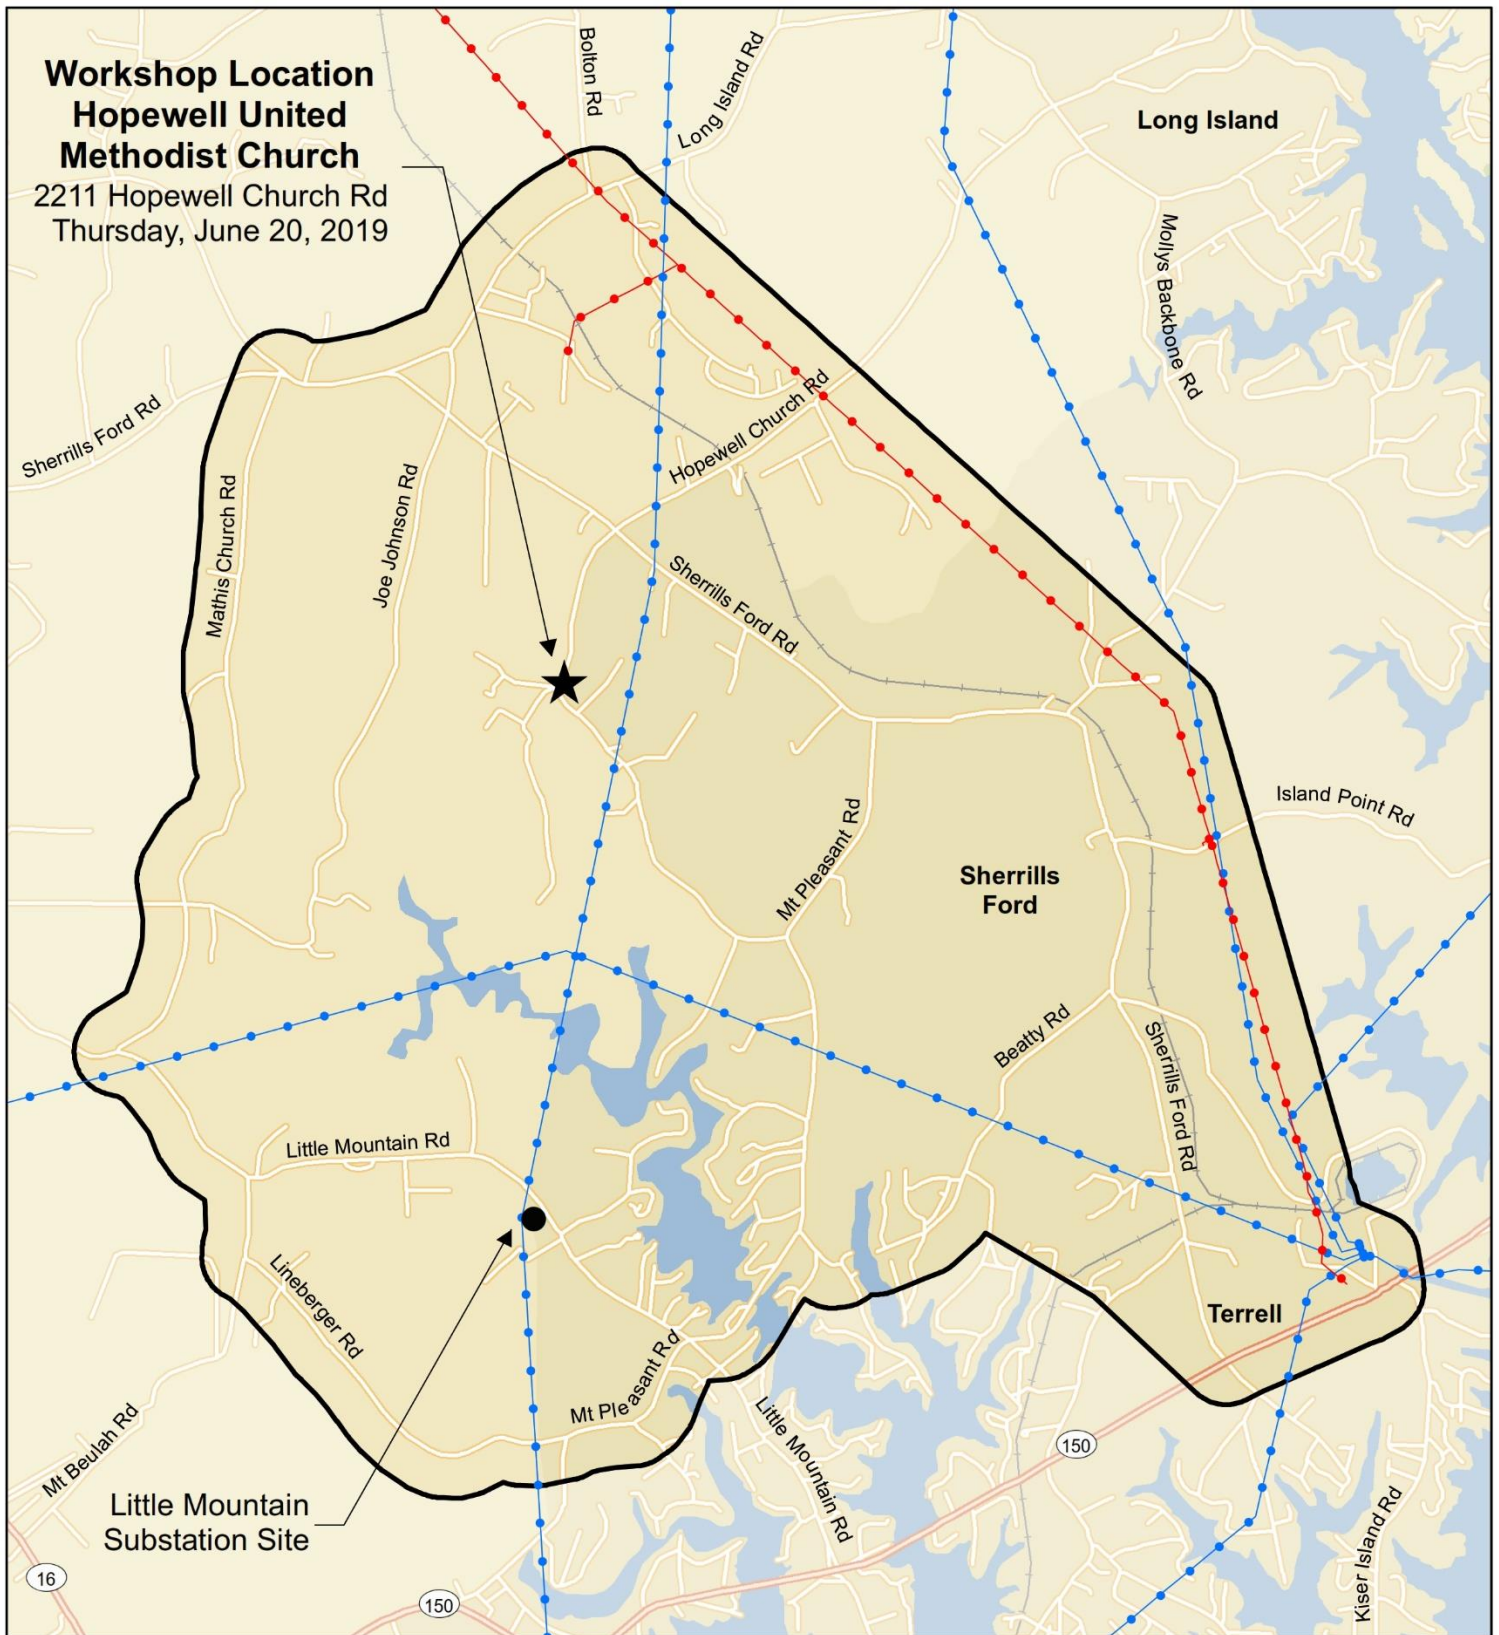 Workshop Location
Hopewell United
Methodist Church
2211 Hopewell Church Rd
Thursday, June 20, 2019
Bolton Rd
Long Island Rd
Long Island
Mollys Backbone Rd
Sherrills Ford Rd
Mathis Church Rd
Joe Johnson Rd
Hopewell Church Rd
Sherrills Ford Rd
Island Point Rd
Mt Pleasant Rd
Sherrills
Ford
Beatty Rd
Sherrills Ford Rd
Little Mountain Rd
Lineberger Rd
Terrell
Mt Pleasant Rd
Little Mountain Rd
Mt Beulah Rd
150
Little Mountain
Substation Site
Kiser Island Rd
16
150